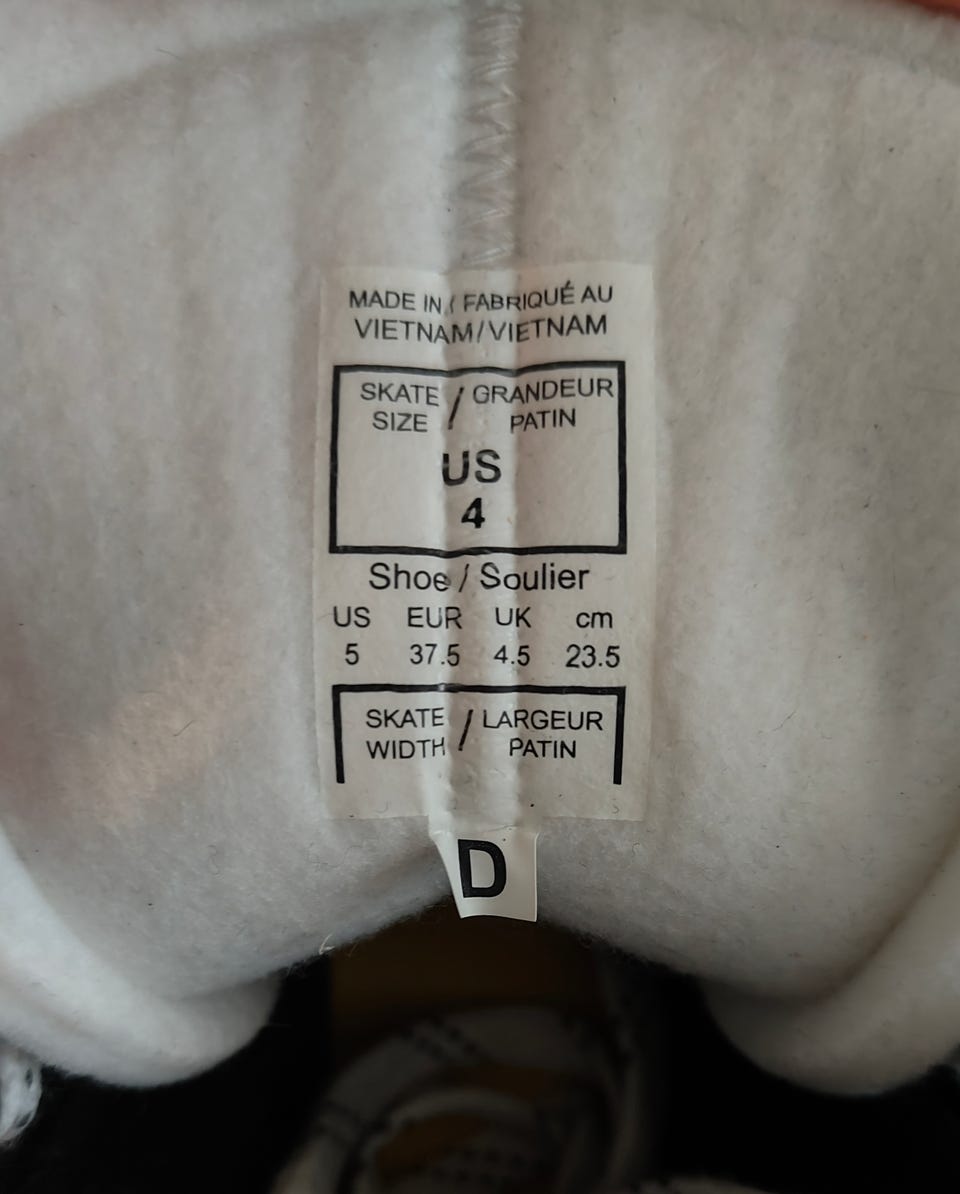 MADE IN / FABRIQUÉ AU
VIETNAM/VIETNAM
SKATE / GRANDEUR
SIZE PATIN
US
4
Shoe / Soulier
US EUR UK cm
5 37.5 4.5 23.5
SKATE / LARGEUR
WIDTH PATIN
D